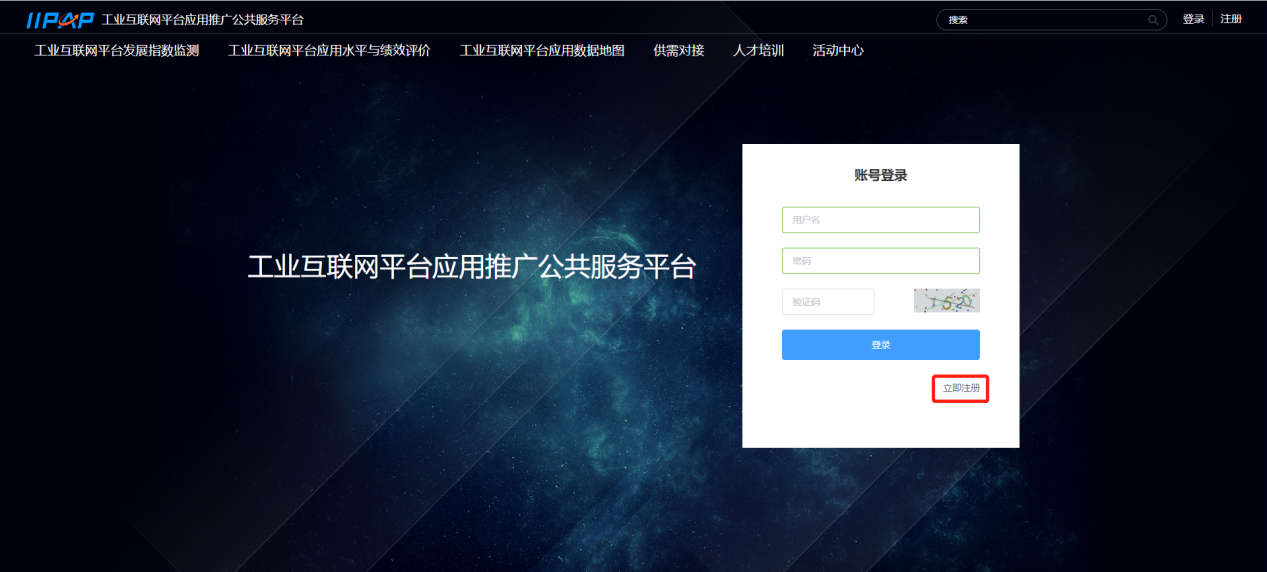 IIPAP 工业互联网平台应用推广公共服务平台 搜索 登录 注册
工业互联网平台发展指数监测 工业互联网平台应用水平与绩效评价 工业互联网平台应用数据地图 供需对接 人才培训 活动中心
账号登录
用户名
密码
工业互联网平台应用推广公共服务平台
验证码 1520
登录
立即注册